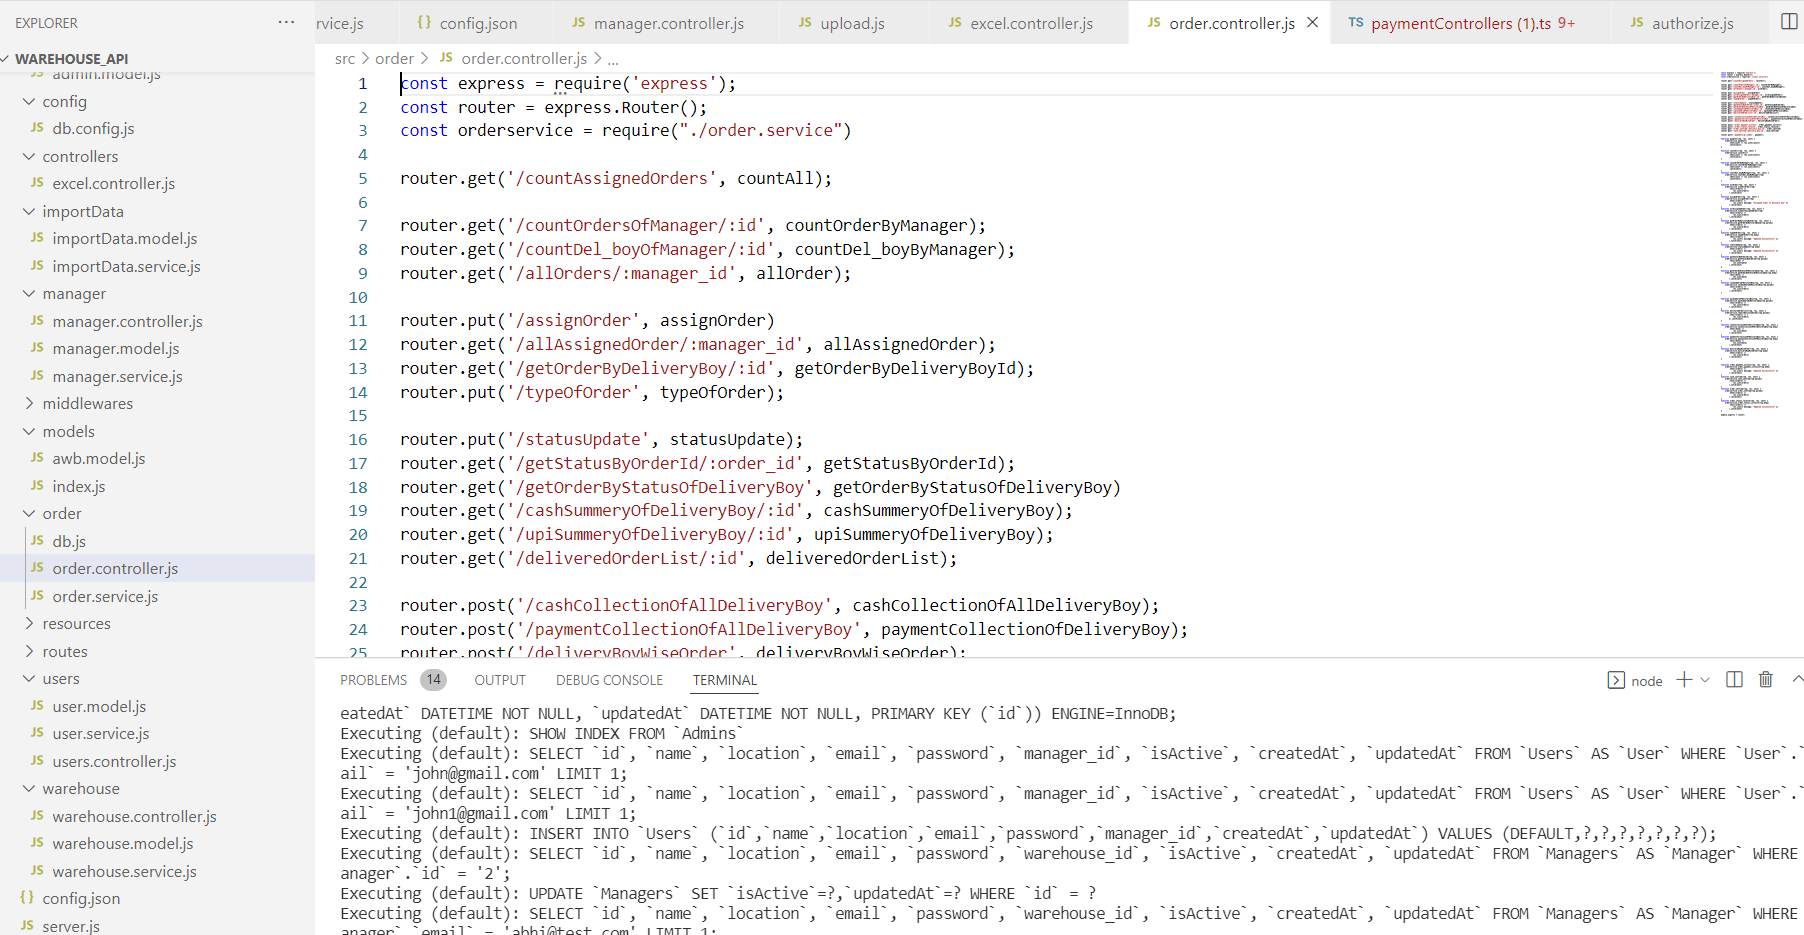 EXPLORER
WAREHOUSE_API
admin.model.js
config
JS db.config.js
controllers
JS excel.controller.js
importData
JS importData.model.js
JS importData.service.js
manager
JS manager.controller.js
JS manager.model.js
JS manager.service.js
middlewares
models
JS awb.model.js
JS index.js
order
JS db.js
JS order.controller.js
JS order.service.js
resources
routes
users
JS user.model.js
JS user.service.js
JS users.controller.js
warehouse
JS warehouse.controller.js
JS warehouse.model.js
JS warehouse.service.js
{} config.json
JS server.js
rvice.js {} config.json JS manager.controller.js JS upload.js JS excel.controller.js JS order.controller.js TS paymentControllers (1).ts 9+ JS authorize.js
src > order > JS order.controller.js > ...
1 const express = require('express');
2 const router = express.Router();
3 const orderservice = require("./order.service")
4
5 router.get('/countAssignedOrders', countAll);
6
7 router.get('/countOrdersOfManager/:id', countOrderByManager);
8 router.get('/countDel_boyOfManager/:id', countDel_boyByManager);
9 router.get('/allOrders/:manager_id', allOrder);
10
11 router.put('/assignOrder', assignOrder)
12 router.get('/allAssignedOrder/:manager_id', allAssignedOrder);
13 router.get('/getOrderByDeliveryBoy/:id', getOrderByDeliveryBoyId);
14 router.put('/typeOfOrder', typeOfOrder);
15
16 router.put('/statusUpdate', statusUpdate);
17 router.get('/getStatusByOrderId/:order_id', getStatusByOrderId);
18 router.get('/getOrderByStatusOfDeliveryBoy', getOrderByStatusOfDeliveryBoy)
19 router.get('/cashSummeryOfDeliveryBoy/:id', cashSummeryOfDeliveryBoy);
20 router.get('/upiSummeryOfDeliveryBoy/:id', upiSummeryOfDeliveryBoy);
21 router.get('/deliveredOrderList/:id', deliveredOrderList);
22
23 router.post('/cashCollectionOfAllDeliveryBoy', cashCollectionOfAllDeliveryBoy);
24 router.post('/paymentCollectionOfAllDeliveryBoy', paymentCollectionOfDeliveryBoy);
25 router.post('/deliveryBoyWiseOrder', deliveryBoyWiseOrder);
PROBLEMS 14 OUTPUT DEBUG CONSOLE TERMINAL node
eatedAt` DATETIME NOT NULL, `updatedAt` DATETIME NOT NULL, PRIMARY KEY (`id`)) ENGINE=InnoDB;
Executing (default): SHOW INDEX FROM `Admins`
Executing (default): SELECT `id`, `name`, `location`, `email`, `password`, `manager_id`, `isActive`, `createdAt`, `updatedAt` FROM `Users` AS `User` WHERE `User`.`
ail` = 'john@gmail.com' LIMIT 1;
Executing (default): SELECT `id`, `name`, `location`, `email`, `password`, `manager_id`, `isActive`, `createdAt`, `updatedAt` FROM `Users` AS `User` WHERE `User`.`
ail` = 'john1@gmail.com' LIMIT 1;
Executing (default): INSERT INTO `Users` (`id`,`name`,`location`,`email`,`password`,`manager_id`,`createdAt`,`updatedAt`) VALUES (DEFAULT,?,?,?,?,?,?,?);
Executing (default): SELECT `id`, `name`, `location`, `email`, `password`, `warehouse_id`, `isActive`, `createdAt`, `updatedAt` FROM `Managers` AS `Manager` WHERE
anager`.`id` = '2';
Executing (default): UPDATE `Managers` SET `isActive`=?,`updatedAt`=? WHERE `id` = ?
Executing (default): SELECT `id`, `name`, `location`, `email`, `password`, `warehouse_id`, `isActive`, `createdAt`, `updatedAt` FROM `Managers` AS `Manager` WHERE
anager`.`email` = 'abhi@test.com' LIMIT 1;